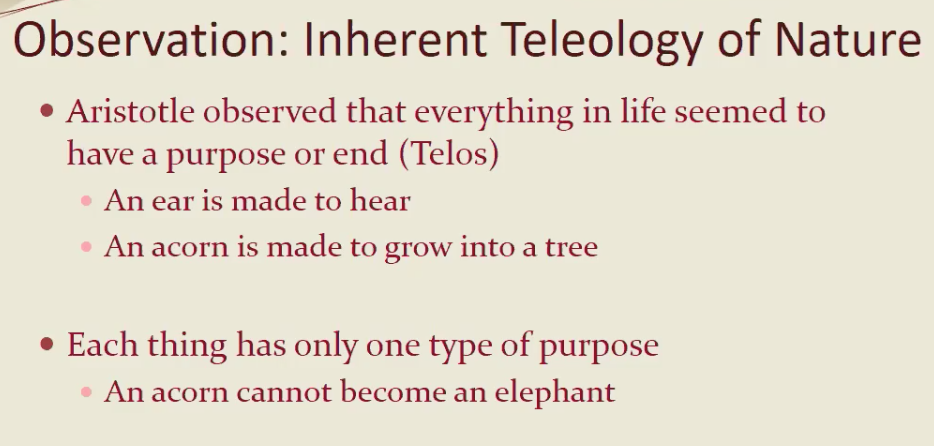 Observation: Inherent Teleology of Nature
• Aristotle observed that everything in life seemed to
have a purpose or end (Telos)
• An ear is made to hear
• An acorn is made to grow into a tree
• Each thing has only one type of purpose
• An acorn cannot become an elephant